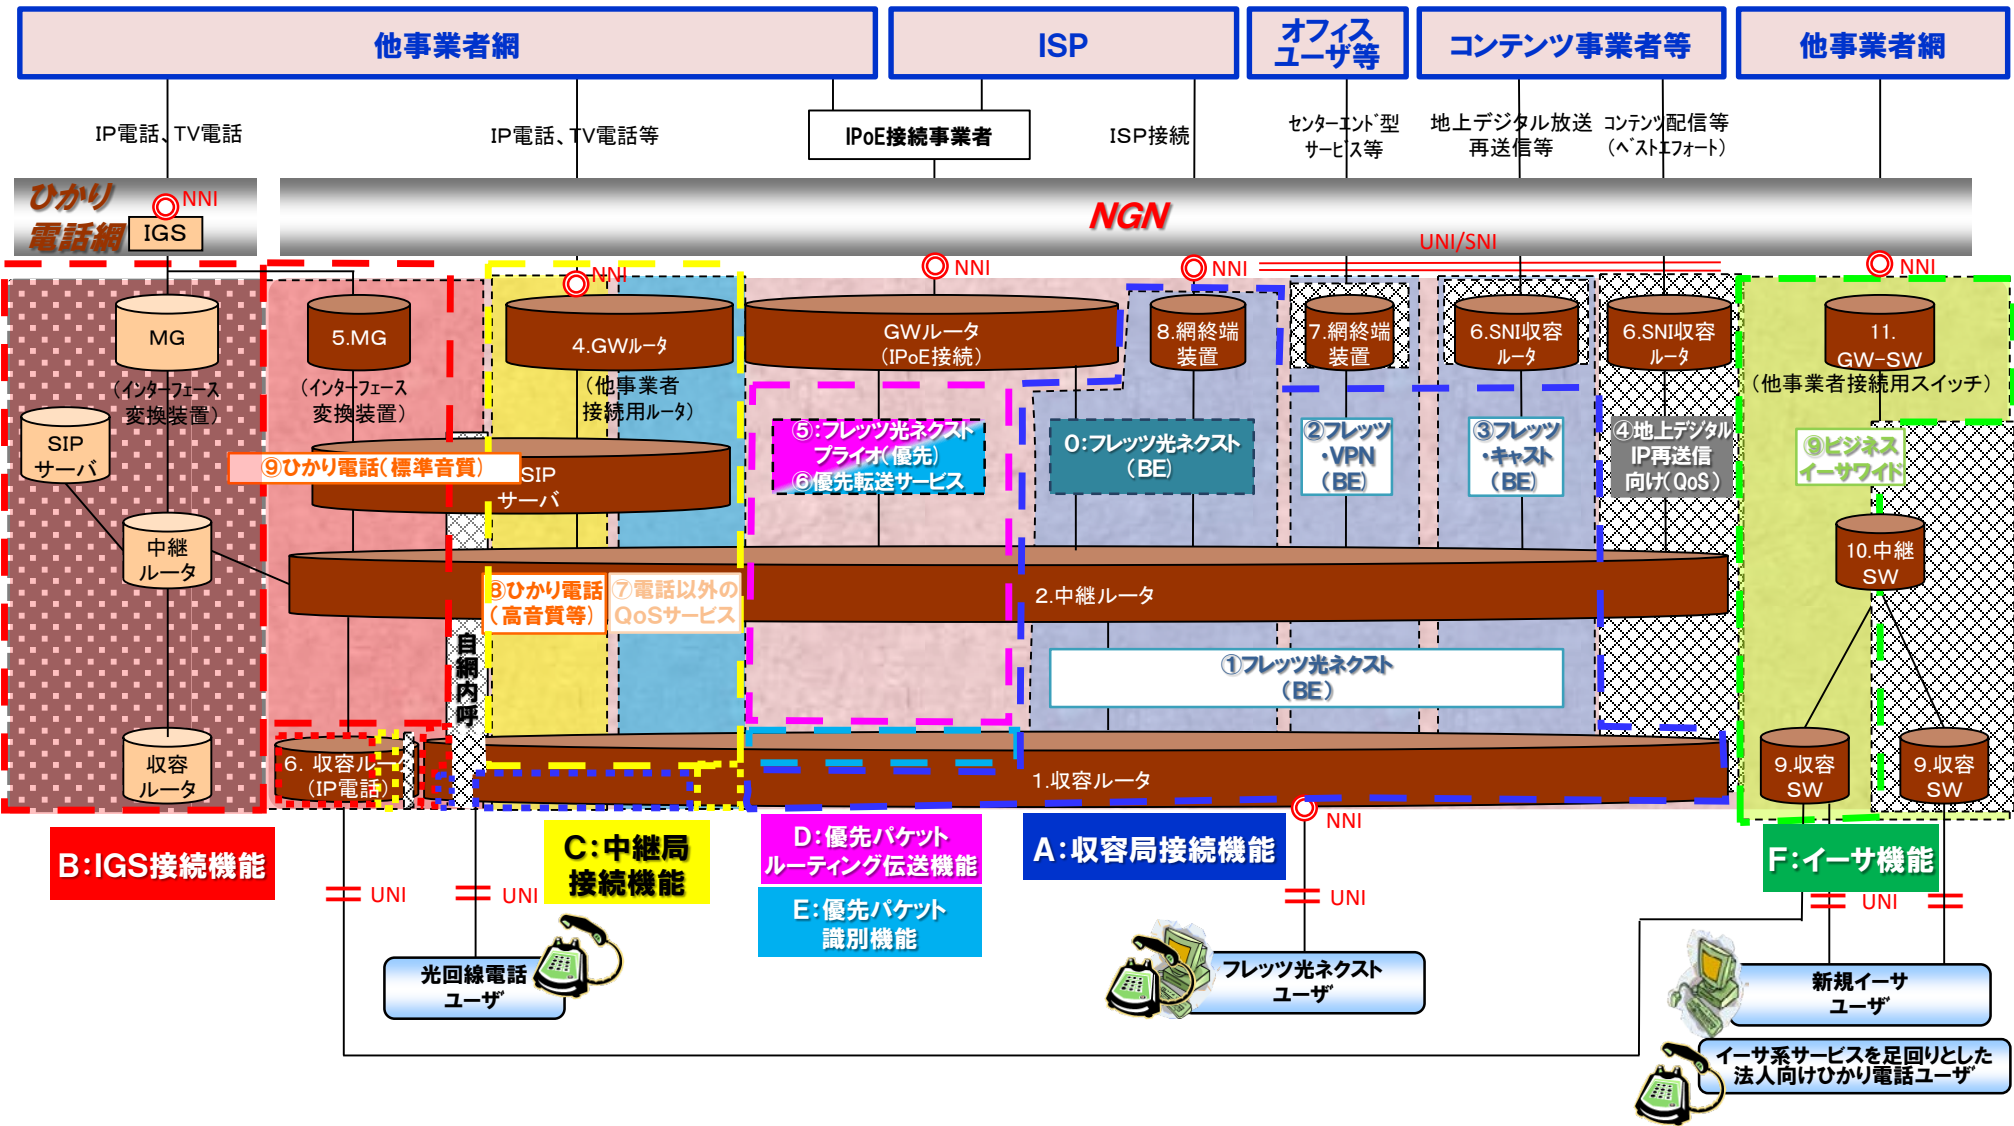 他事業者網
ISP
オフィス
ユーザ等
コンテンツ事業者等
他事業者網
IP電話、TV電話
IP電話、TV電話等
IPoE接続事業者
ISP接続
センターエンド型
サービス等
地上デジタル放送
再送信等
コンテンツ配信等
（ベストエフォート）
ひかり
電話網
NNI
IGS
NGN
UNI/SNI
NNI
NNI
NNI
NNI
MG
（インターフェース
変換装置）
5.MG
（インターフェース
変換装置）
4.GWルータ
（他事業者
接続用ルータ）
GWルータ
（IPoE接続）
8.網終端
装置
7.網終端
装置
6.SNI収容
ルータ
6.SNI収容
ルータ
11.
GW-SW
（他事業者接続用スイッチ）
SIP
サーバ
⑨ひかり電話（標準音質）
SIP
サーバ
⑤：フレッツ光ネクスト
プライオ（優先）
⑥優先転送サービス
0：フレッツ光ネクスト
（BE）
②フレッツ
・VPN
（BE）
③フレッツ
・キャスト
（BE）
④地上デジタル
IP再送信
向け（QoS）
⑨ビジネス
イーサワイド
中継
ルータ
10.中継
SW
⑧ひかり電話
（高音質等）
⑦電話以外の
QoSサービス
2.中継ルータ
自網内呼
①フレッツ光ネクスト
（BE）
収容
ルータ
6. 収容ルータ
（IP電話）
1.収容ルータ
9.収容
SW
9.収容
SW
NNI
B：IGS接続機能
C：中継局
接続機能
D：優先パケット
ルーティング伝送機能
A：収容局接続機能
F：イーサ機能
UNI
UNI
E：優先パケット
識別機能
UNI
UNI
光回線電話
ユーザ
フレッツ光ネクスト
ユーザ
新規イーサ
ユーザ
イーサ系サービスを足回りとした
法人向けひかり電話ユーザ